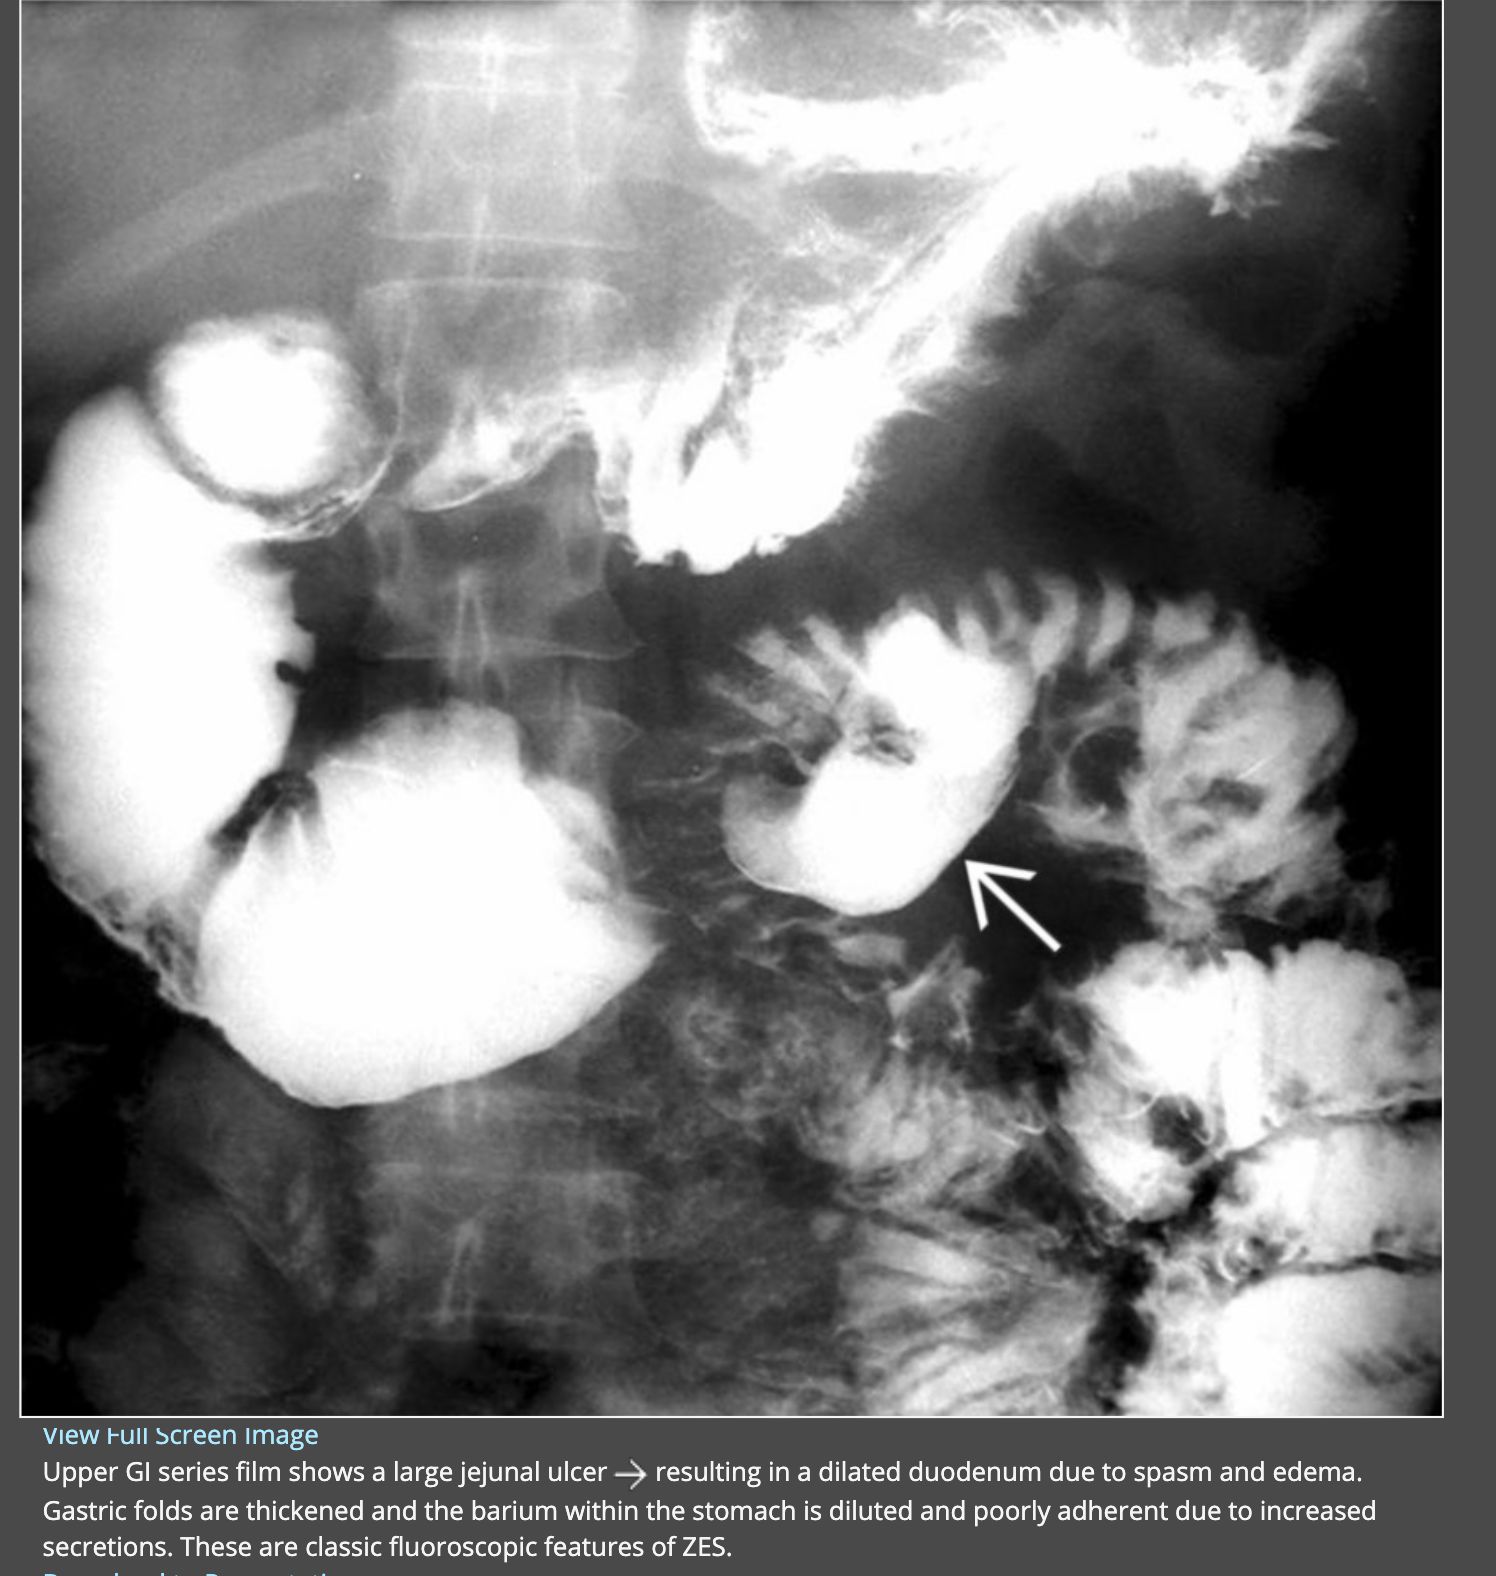 View Full Screen Image
Upper GI series film shows a large jejunal ulcer → resulting in a dilated duodenum due to spasm and edema.
Gastric folds are thickened and the barium within the stomach is diluted and poorly adherent due to increased
secretions. These are classic fluoroscopic features of ZES.